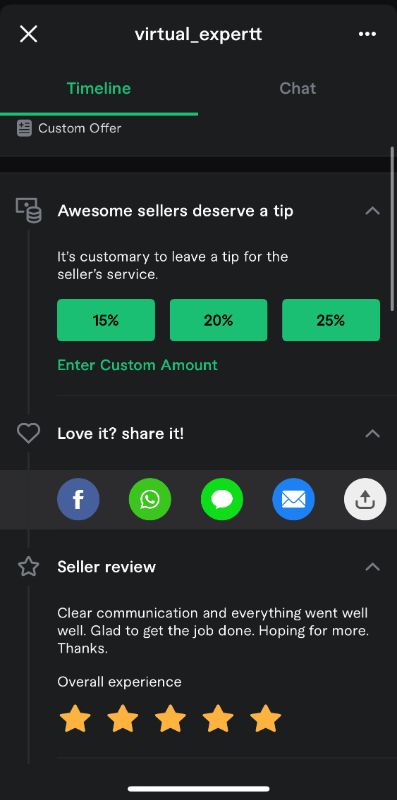 virtual_expertt
Timeline
Chat
Custom Offer
Awesome sellers deserve a tip
It's customary to leave a tip for the
seller's service.
15%
20%
25%
Enter Custom Amount
Love it? share it!
f
Seller review
Clear communication and everything went well
well. Glad to get the job done. Hoping for more.
Thanks.
Overall experience